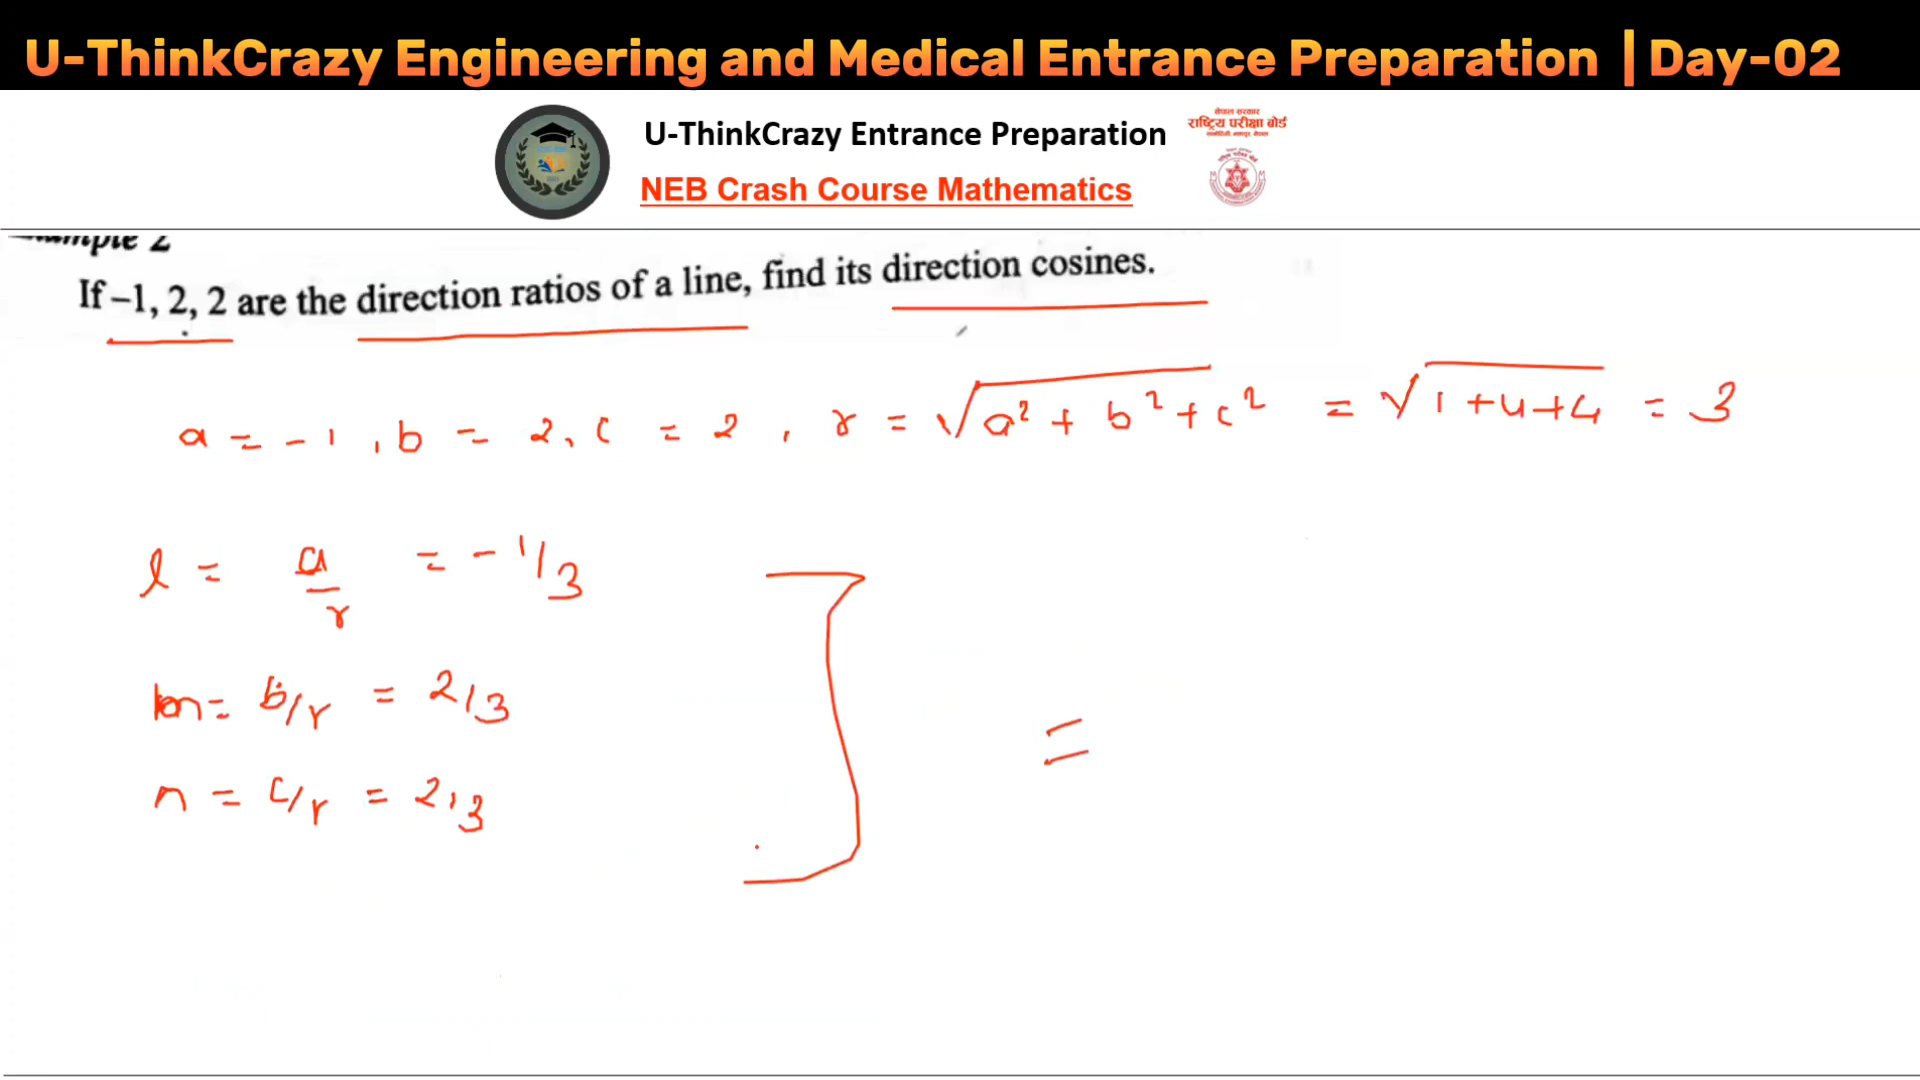 U-ThinkCrazy Engineering and Medical Entrance Preparation | Day-02
U-ThinkCrazy Entrance Preparation
NEB Crash Course Mathematics
राष्ट्रिय परीक्षा बोर्ड
If –1, 2, 2 are the direction ratios of a line, find its direction cosines.
a = -1, b = 2, c = 2, r = √a² + b² + c² = √1+4+4 = 3
l = a/r = -1/3
m = b/r = 2/3
n = c/r = 2/3
=